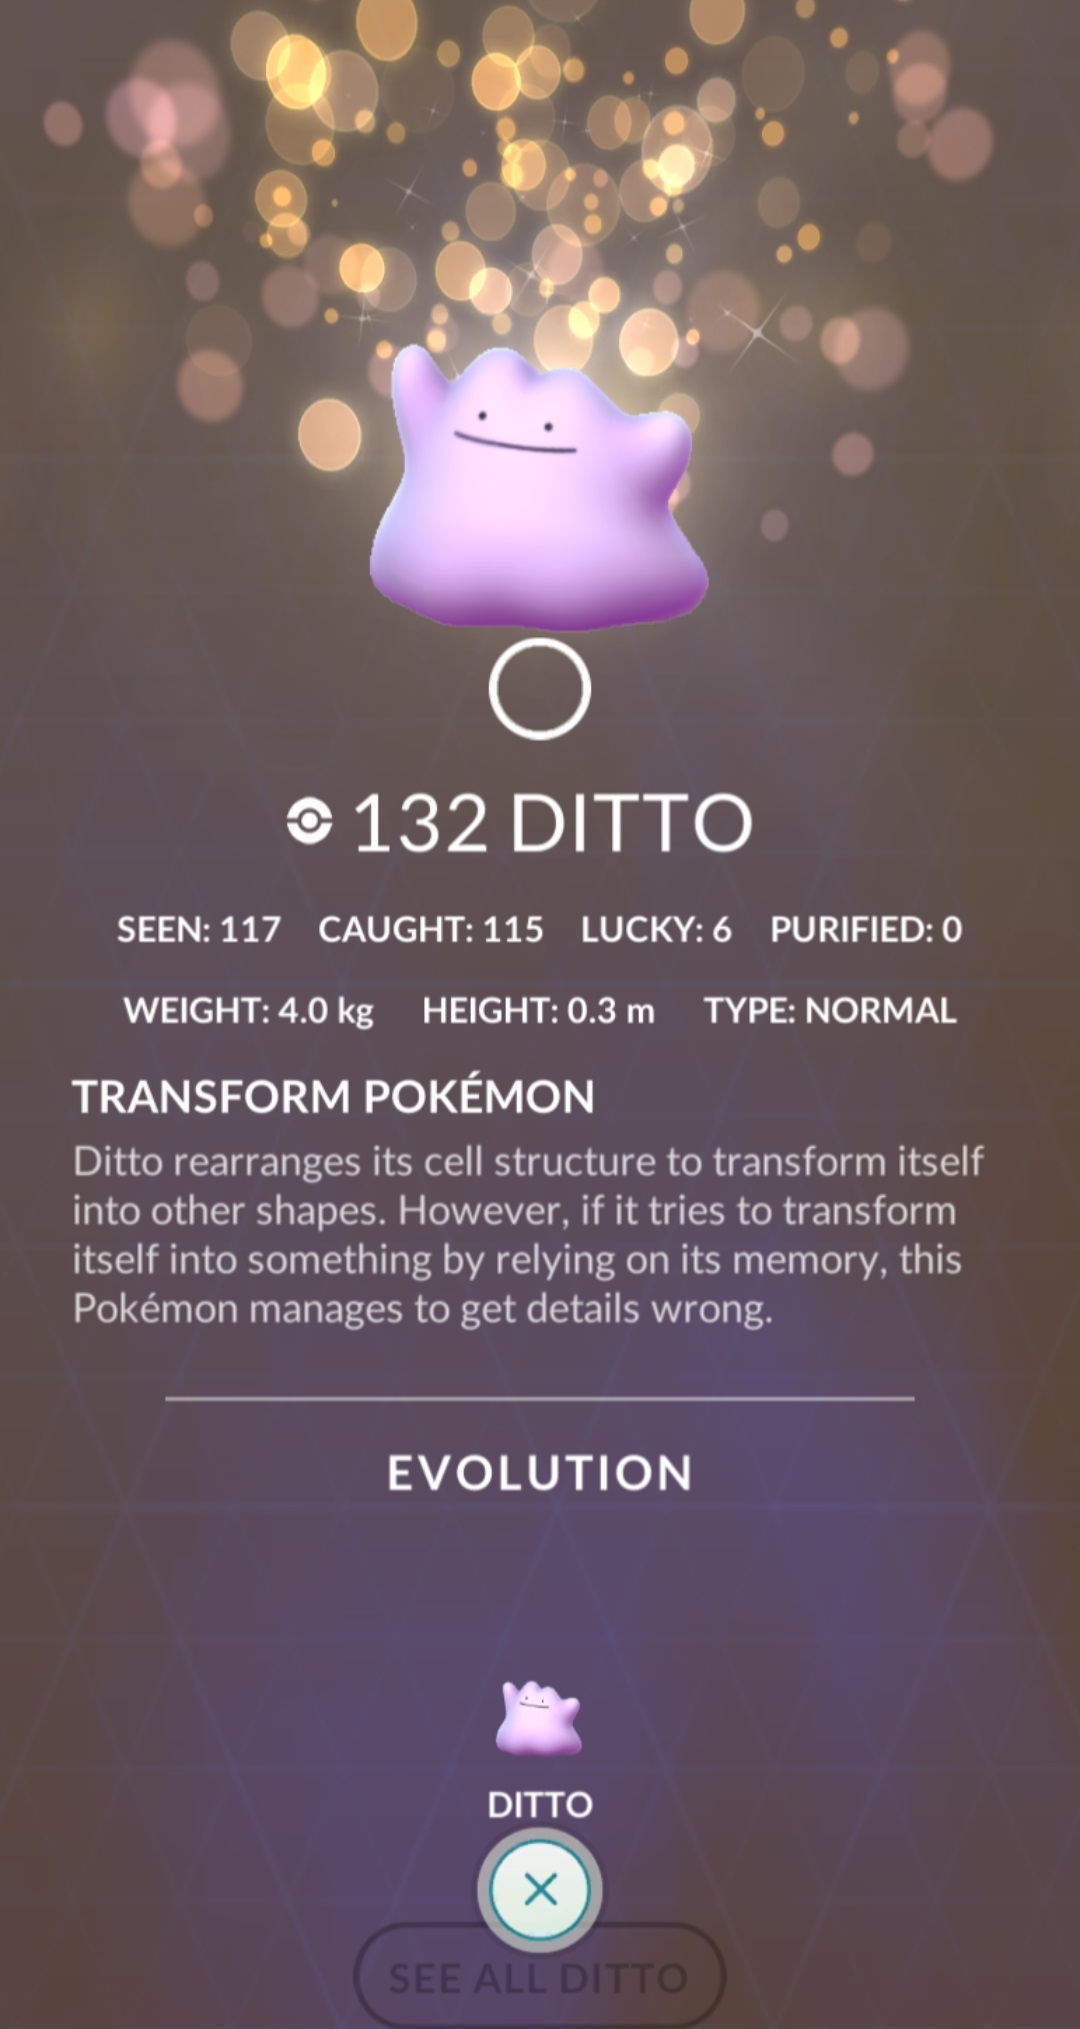 132 DITTO
SEEN: 117 CAUGHT: 115 LUCKY: 6 PURIFIED: 0
WEIGHT: 4.0 kg HEIGHT: 0.3 m TYPE: NORMAL
TRANSFORM POKÉMON
Ditto rearranges its cell structure to transform itself
into other shapes. However, if it tries to transform
itself into something by relying on its memory, this
Pokémon manages to get details wrong.
EVOLUTION
DITTO
SEE ALL DITTO